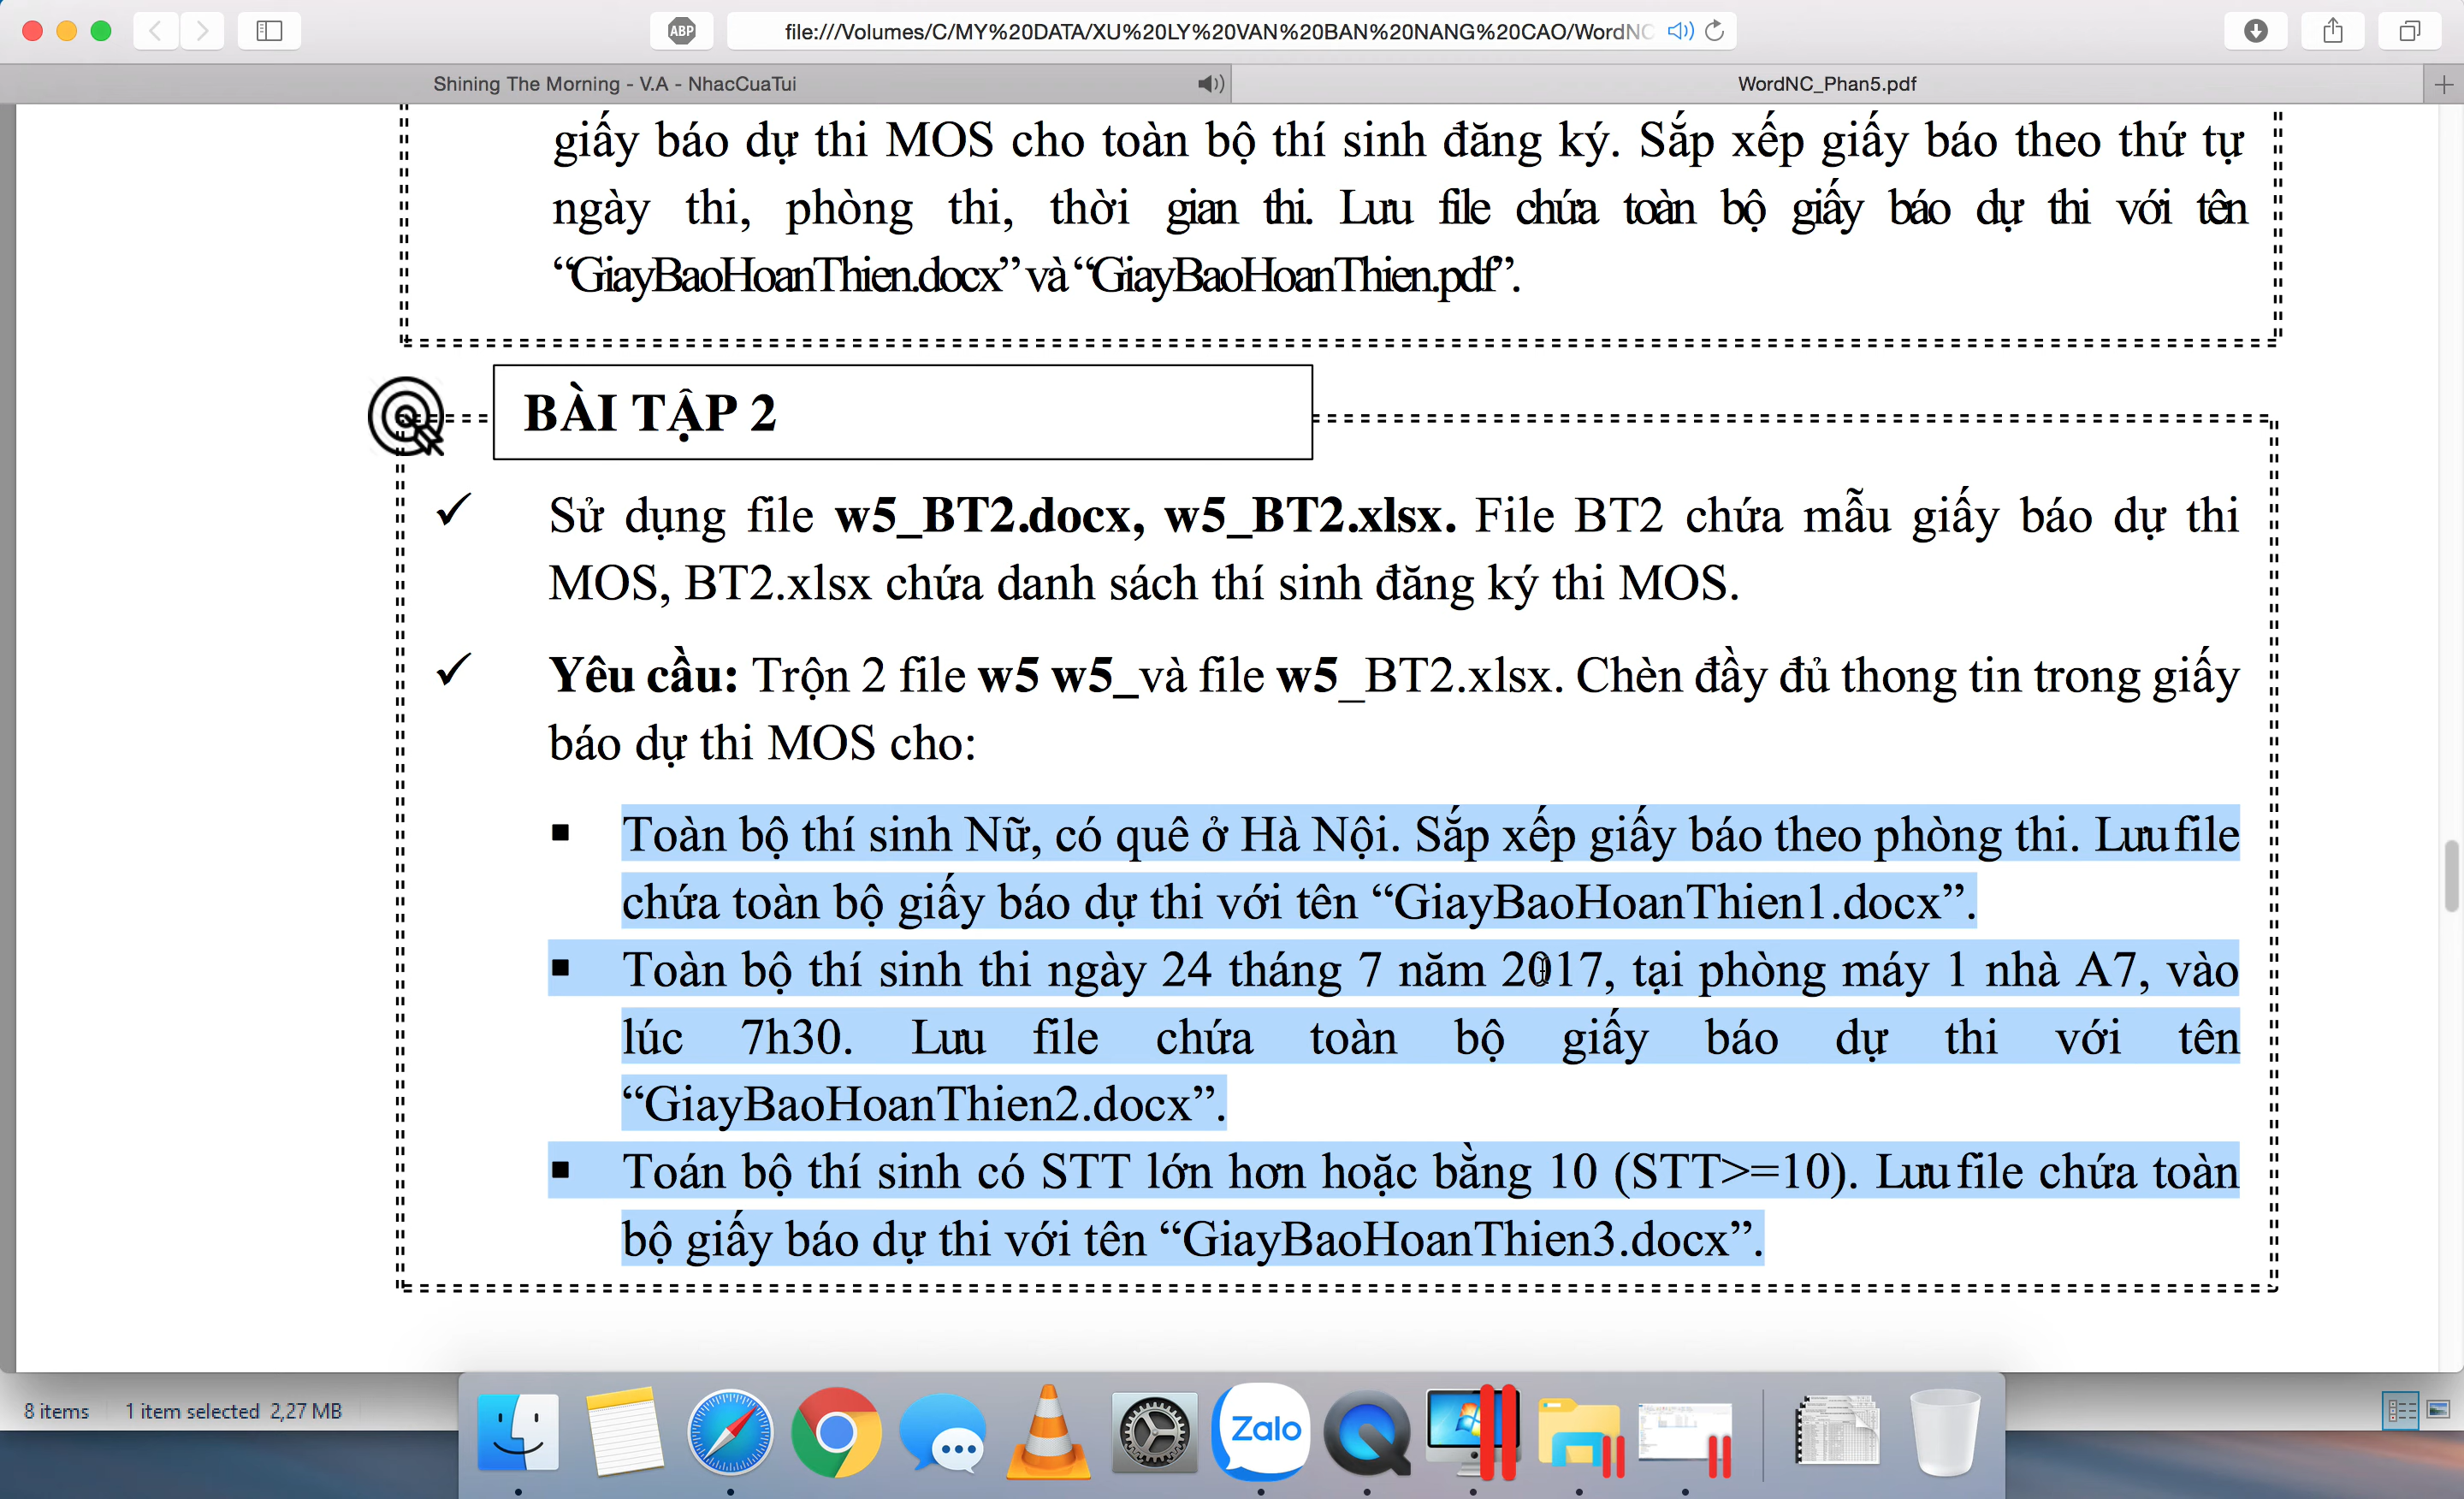 ABP
file:///Volumes/C/MY%20DATA/XU%20LY%20VAN%20BAN%20NANG%20CAO/WordNC
Shining The Morning - V.A - NhacCuaTui
WordNC_Phan5.pdf
giấy báo dự thi MOS cho toàn bộ thí sinh đăng ký. Sắp xếp giấy báo theo thứ tự
ngày thi, phòng thi, thời gian thi. Lưu file chứa toàn bộ giấy báo dự thi với tên
“GiayBaoHoanThien.docx” và “GiayBaoHoanThien.pdf”.
BÀI TẬP 2
✓ Sử dụng file w5_BT2.docx, w5_BT2.xlsx. File BT2 chứa mẫu giấy báo dự thi
MOS, BT2.xlsx chứa danh sách thí sinh đăng ký thi MOS.
✓ Yêu cầu: Trộn 2 file w5 w5_và file w5_BT2.xlsx. Chèn đầy đủ thong tin trong giấy
báo dự thi MOS cho:
▪ Toàn bộ thí sinh Nữ, có quê ở Hà Nội. Sắp xếp giấy báo theo phòng thi. Lưu file
chứa toàn bộ giấy báo dự thi với tên “GiayBaoHoanThien1.docx”.
▪ Toàn bộ thí sinh thi ngày 24 tháng 7 năm 2017, tại phòng máy 1 nhà A7, vào
lúc 7h30. Lưu file chứa toàn bộ giấy báo dự thi với tên
“GiayBaoHoanThien2.docx”.
▪ Toán bộ thí sinh có STT lớn hơn hoặc bằng 10 (STT>=10). Lưu file chứa toàn
bộ giấy báo dự thi với tên “GiayBaoHoanThien3.docx”.
8 items 1 item selected 2,27 MB
Zalo